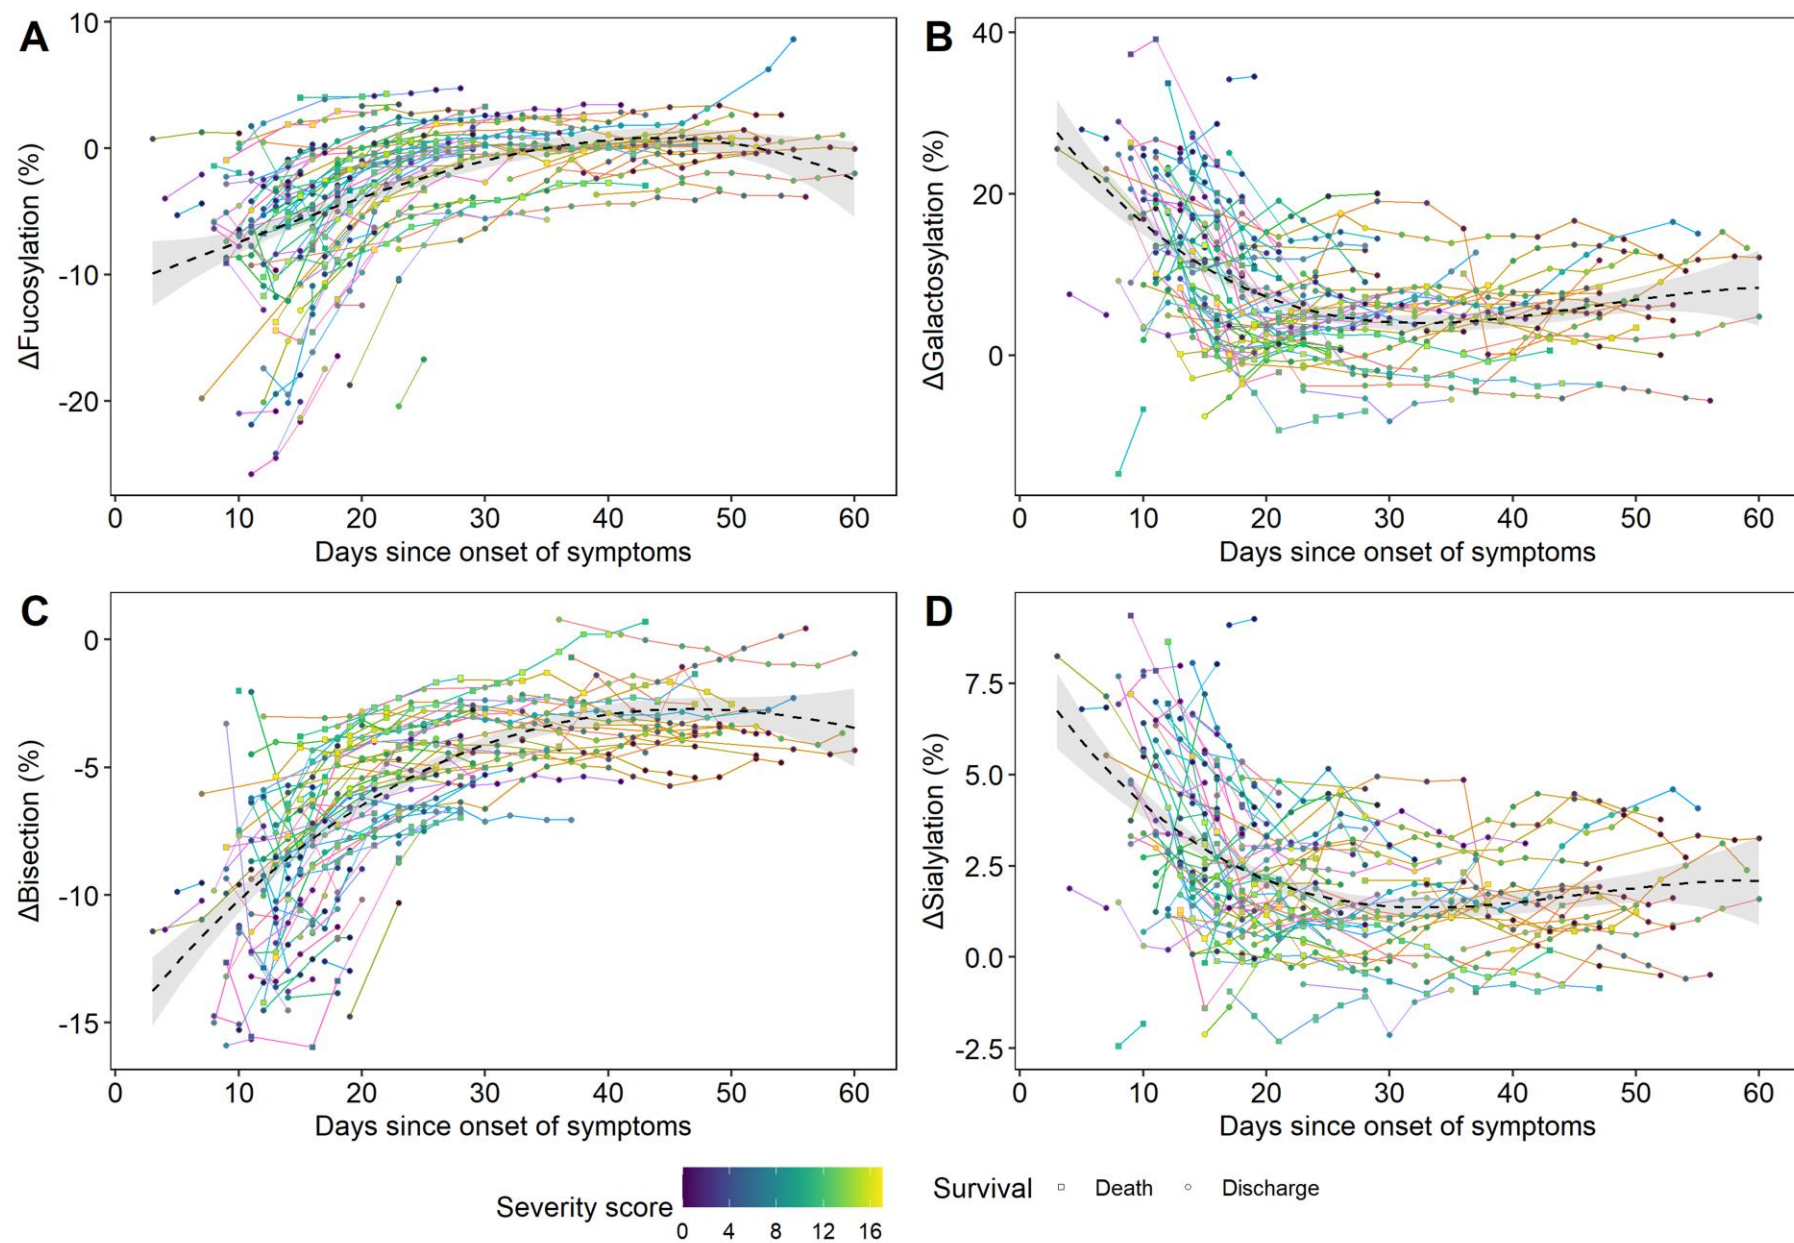 A
ΔFucosylation (%)
10
0
-10
-20
0 10 20 30 40 50 60
Days since onset of symptoms
B
ΔGalactosylation (%)
40
20
0
0 10 20 30 40 50 60
Days since onset of symptoms
C
ΔBisection (%)
0
-5
-10
-15
0 10 20 30 40 50 60
Days since onset of symptoms
D
ΔSialylation (%)
7.5
5.0
2.5
0.0
-2.5
0 10 20 30 40 50 60
Days since onset of symptoms
Severity score
0 4 8 12 16
Survival Death Discharge